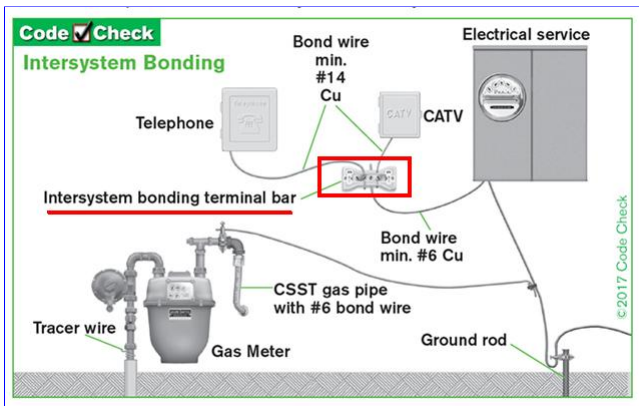 Code Check
Intersystem Bonding
Bond wire
min.
#14
Cu
Electrical service
Telephone
TELEPHONE
CATV
CATV
Intersystem bonding terminal bar
Bond wire
min. #6 Cu
CSST gas pipe
with #6 bond wire
Tracer wire
Gas Meter
Ground rod
© 2017 Code Check